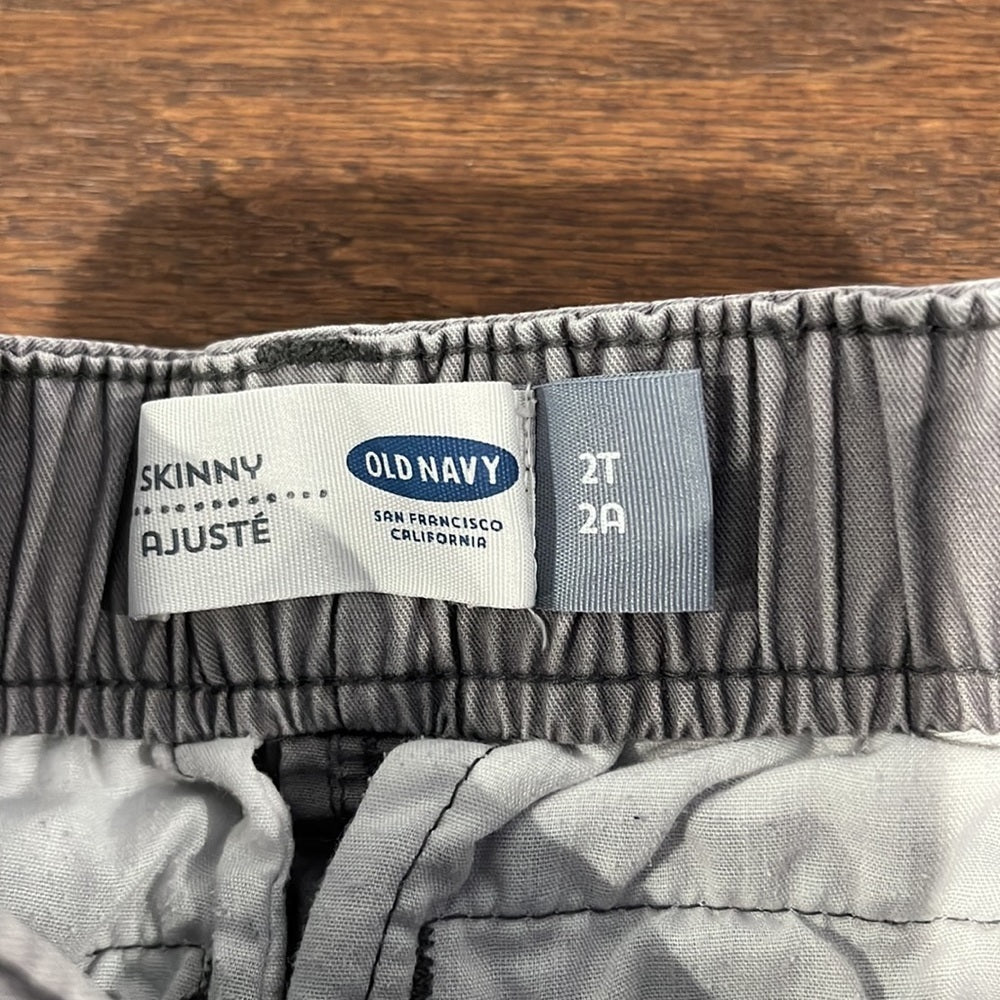 SKINNY
AJUSTÉ
OLD NAVY
SAN FRANCISCO
CALIFORNIA
2T
2A